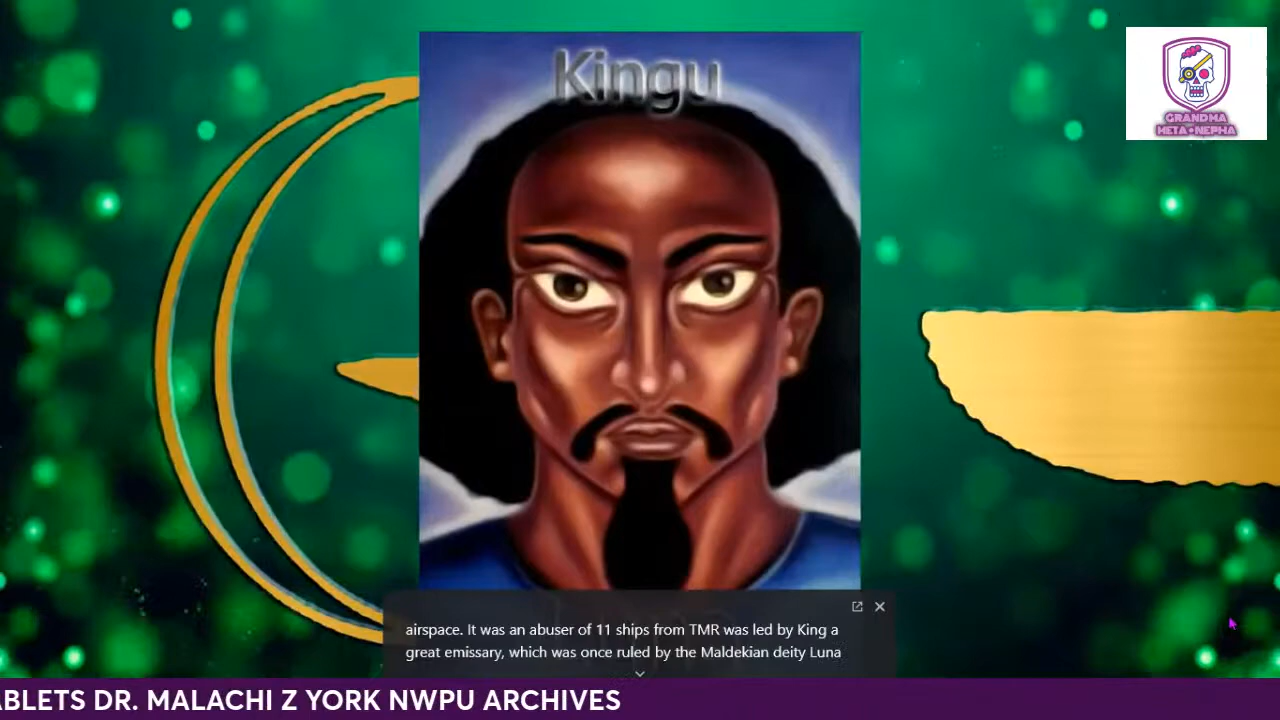 Kingu
GRANDMA
META•NEPHA
airspace. It was an abuser of 11 ships from TMR was led by King a
great emissary, which was once ruled by the Maldekian deity Luna
ABLETS DR. MALACHI Z YORK NWPU ARCHIVES